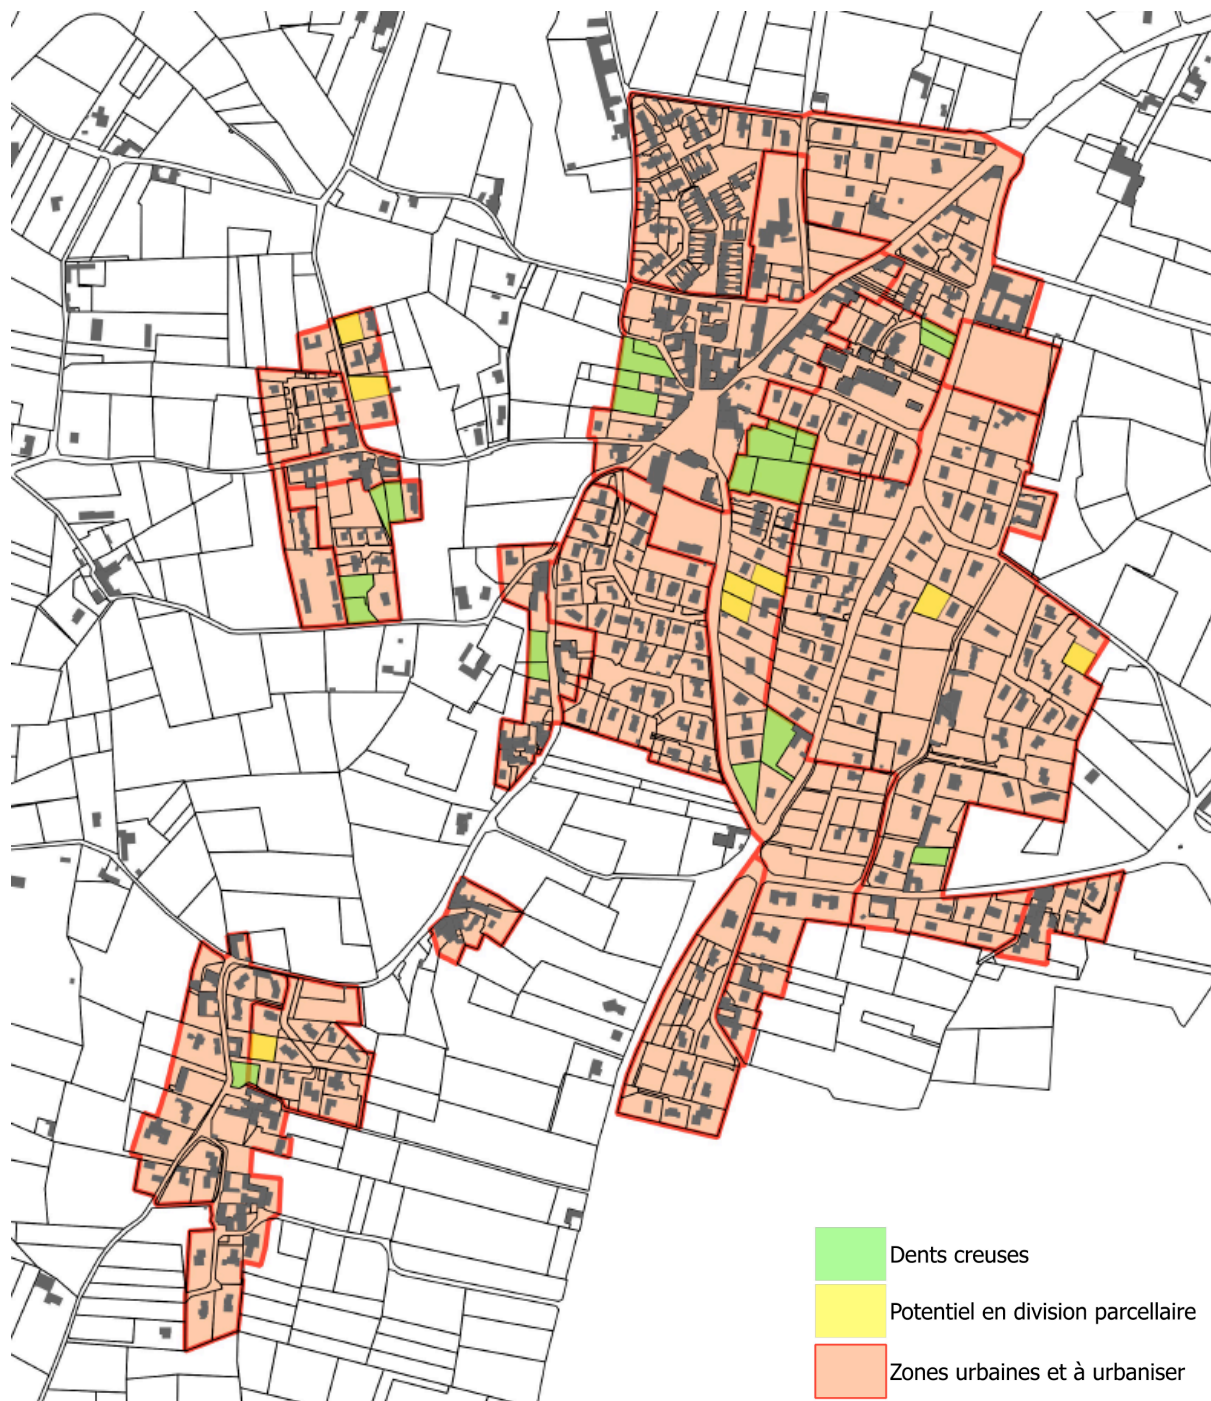 Dents creuses
Potentiel en division parcellaire
Zones urbaines et à urbaniser